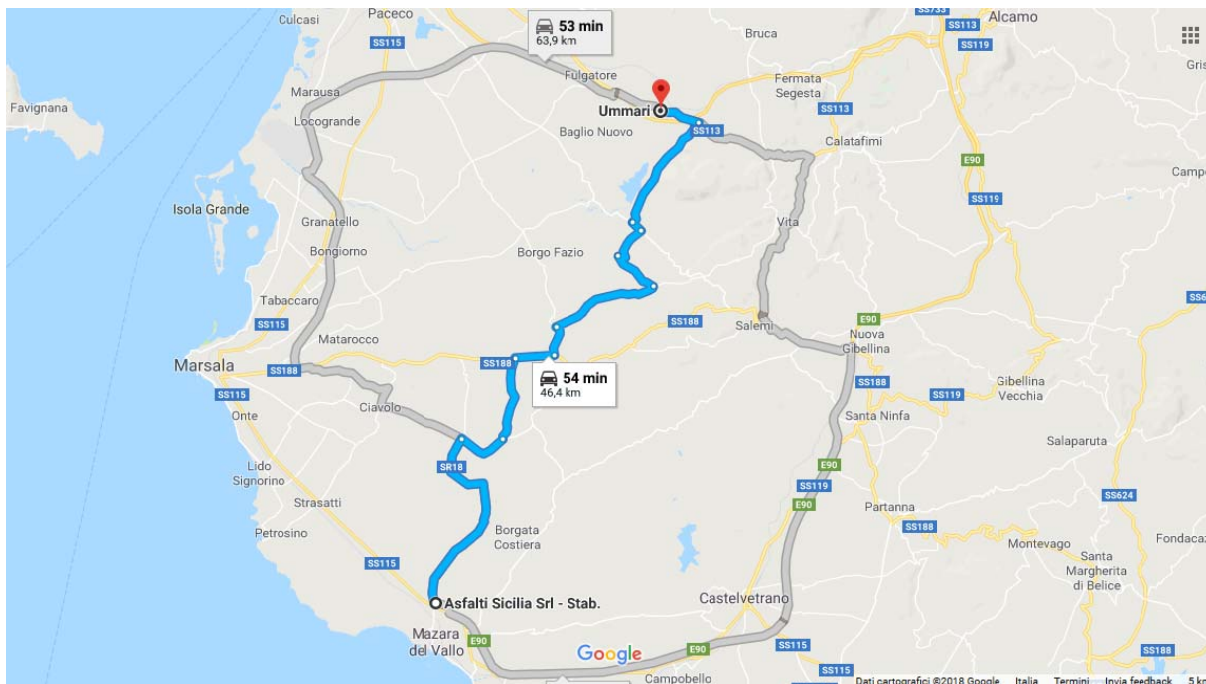 Culcasi
Paceco
SS733
SS113
Alcamo
53 min
63,9 km
SS115
Bruca
SS113
SS119
Fulgatore
Fermata
Segesta
Marausa
Favignana
Ummari
Locogrande
Baglio Nuovo
SS113
Calatafimi
E90
SS119
Isola Grande
Granatello
Vita
Bongiorno
Borgo Fazio
Tabaccaro
SS115
SS188
Salemi
E90
Matarocco
Nuova
Gibellina
Marsala
SS188
SS188
54 min
46,4 km
SS188
Gibellina
Vecchia
SS115
Ciavolo
SS119
Onte
Santa Ninfa
Salaparuta
Lido
Signorino
SR18
E90
SS119
SS624
Strasatti
E90
Partanna
Petrosino
Borgata
Costiera
SS188
Montevago
SS115
Santa
Margherita
di Belice
Castelvetrano
Asfalti Sicilia Srl - Stab.
Mazara
del Vallo
E90
SS115
SS188
Google
SS115
Campobello
Dati cartografici ©2018 Google
Italia
Termini
Invia feedback